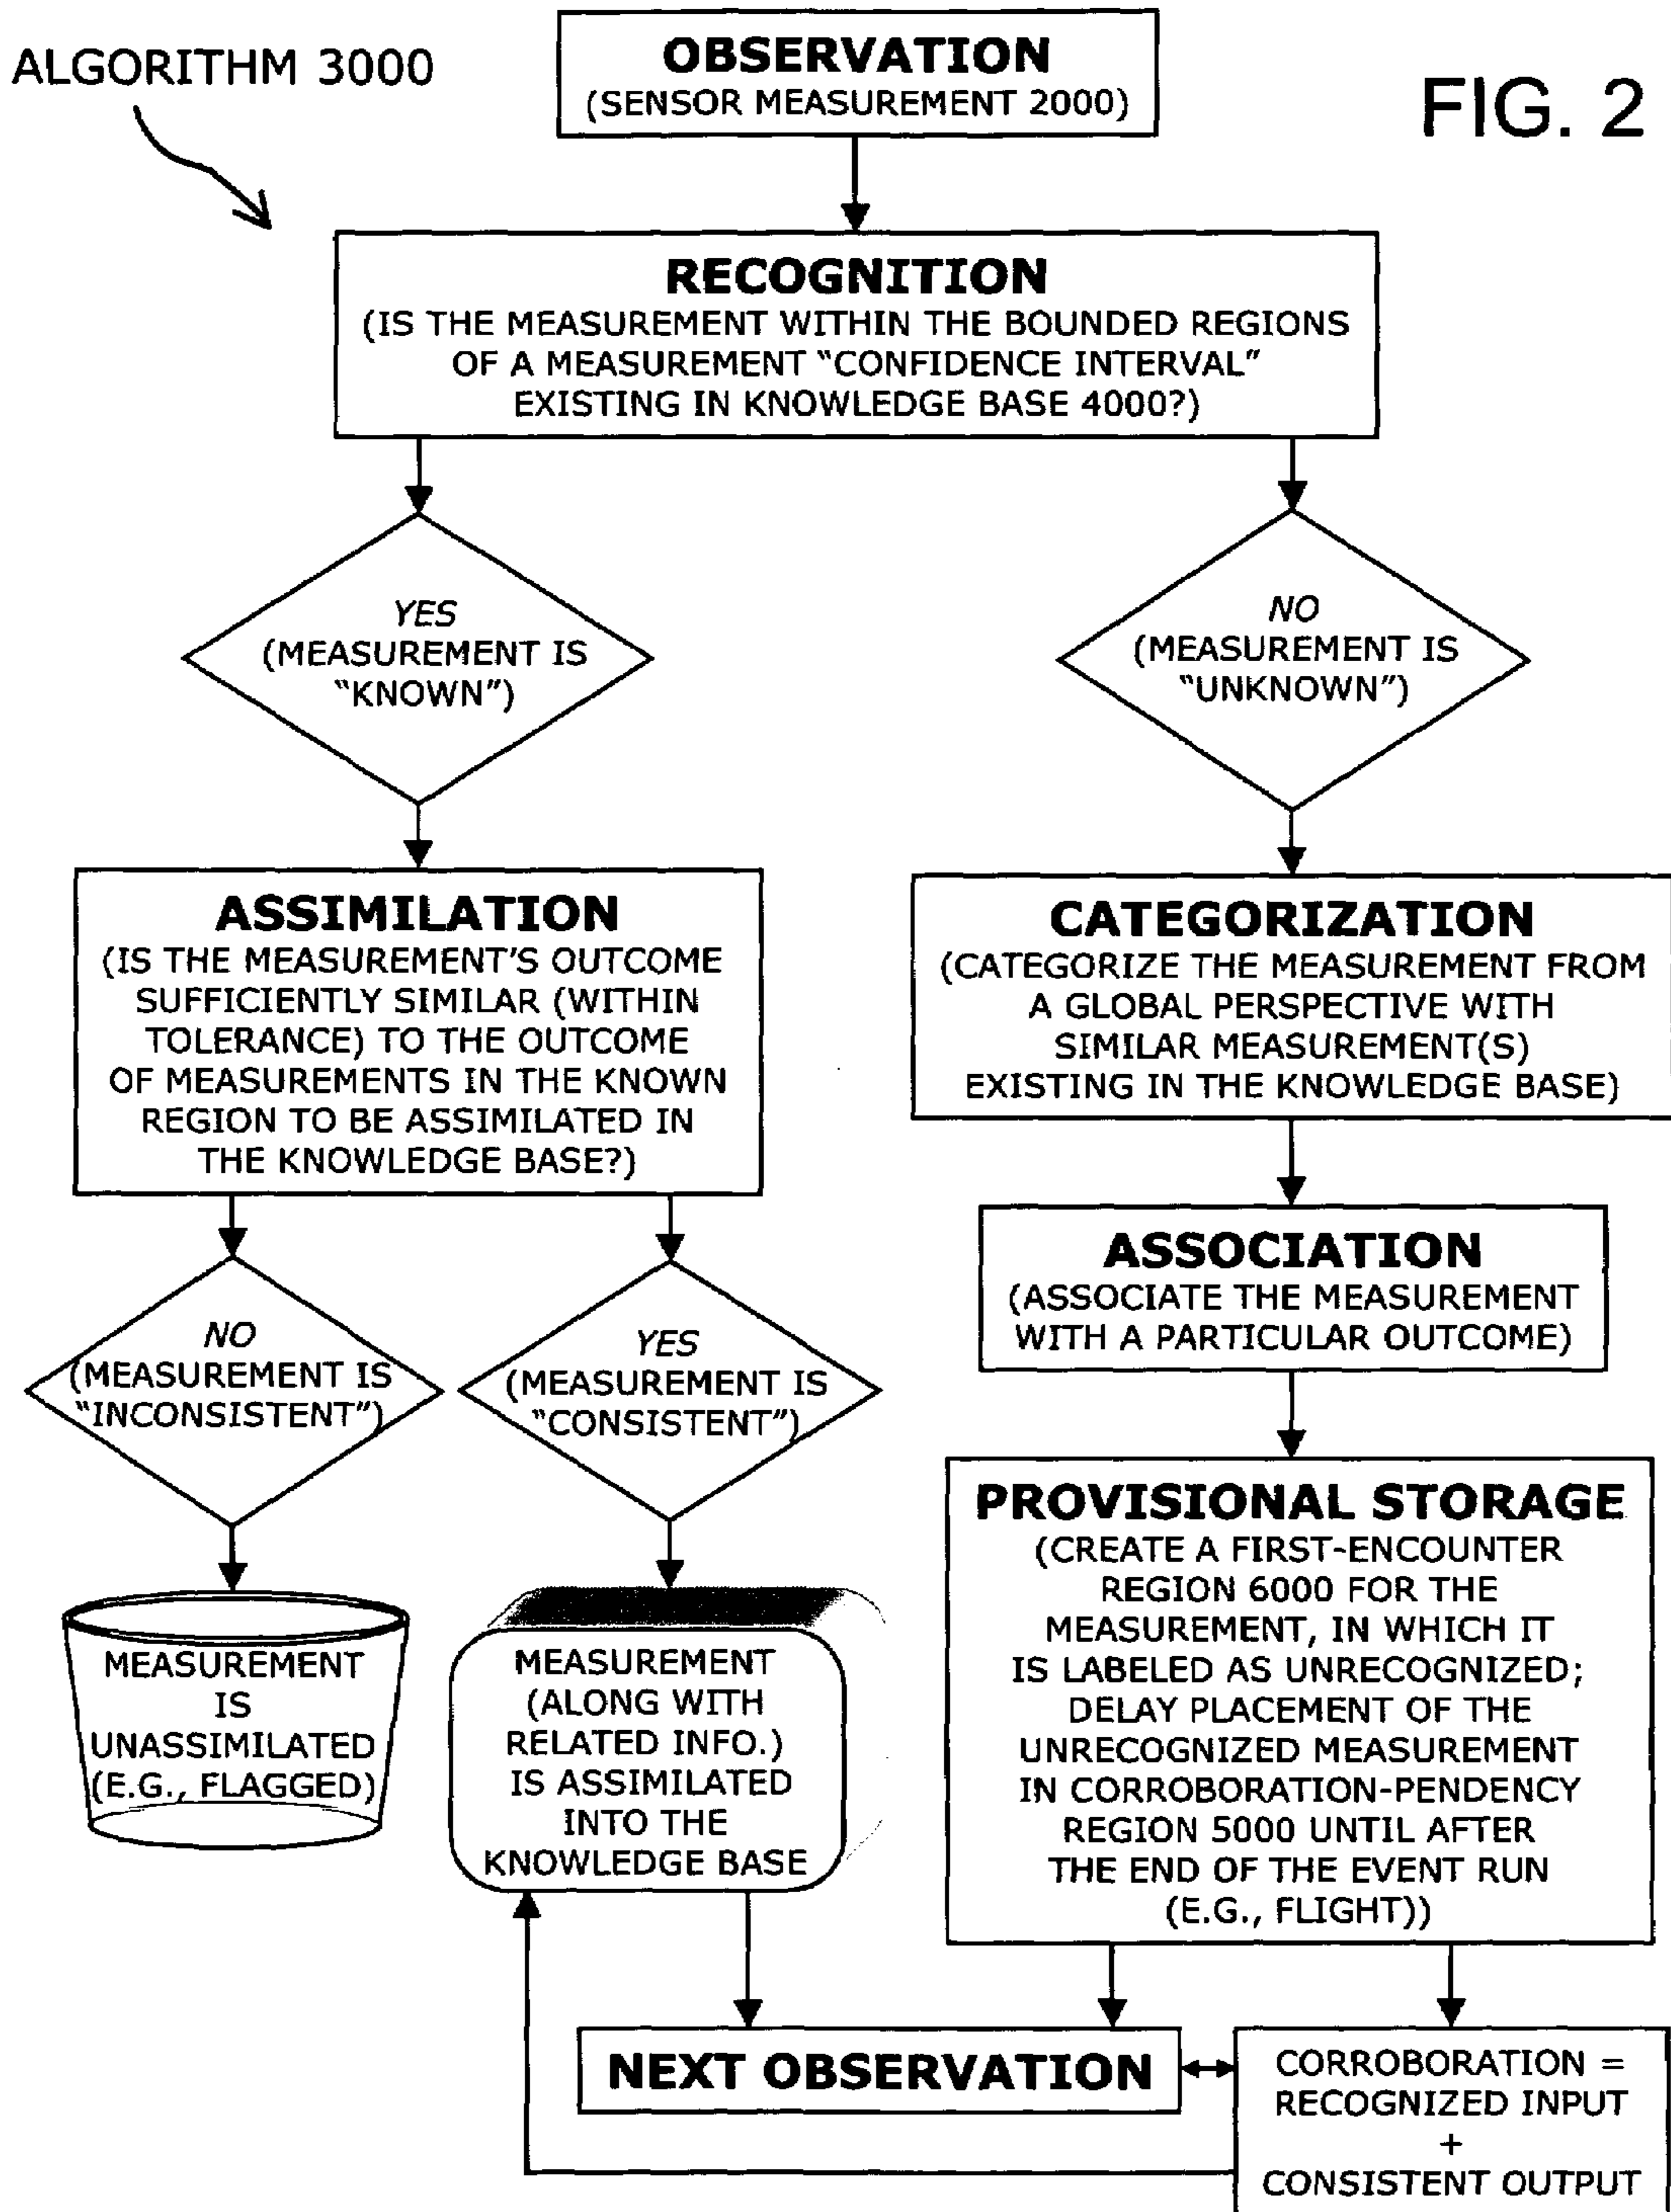 ALGORITHM 3000
OBSERVATION
(SENSOR MEASUREMENT 2000)
FIG. 2
RECOGNITION
(IS THE MEASUREMENT WITHIN THE BOUNDED REGIONS
OF A MEASUREMENT “CONFIDENCE INTERVAL”
EXISTING IN KNOWLEDGE BASE 4000?)
YES
(MEASUREMENT IS
“KNOWN”)
NO
(MEASUREMENT IS
“UNKNOWN”)
ASSIMILATION
(IS THE MEASUREMENT’S OUTCOME
SUFFICIENTLY SIMILAR (WITHIN
TOLERANCE) TO THE OUTCOME
OF MEASUREMENTS IN THE KNOWN
REGION TO BE ASSIMILATED IN
THE KNOWLEDGE BASE?)
CATEGORIZATION
(CATEGORIZE THE MEASUREMENT FROM
A GLOBAL PERSPECTIVE WITH
SIMILAR MEASUREMENT(S)
EXISTING IN THE KNOWLEDGE BASE)
ASSOCIATION
(ASSOCIATE THE MEASUREMENT
WITH A PARTICULAR OUTCOME)
NO
(MEASUREMENT IS
“INCONSISTENT”)
YES
(MEASUREMENT IS
“CONSISTENT”)
PROVISIONAL STORAGE
(CREATE A FIRST-ENCOUNTER
REGION 6000 FOR THE
MEASUREMENT, IN WHICH IT
IS LABELED AS UNRECOGNIZED;
DELAY PLACEMENT OF THE
UNRECOGNIZED MEASUREMENT
IN CORROBORATION-PENDENCY
REGION 5000 UNTIL AFTER
THE END OF THE EVENT RUN
(E.G., FLIGHT))
MEASUREMENT
IS
UNASSIMILATED
(E.G., FLAGGED)
MEASUREMENT
(ALONG WITH
RELATED INFO.)
IS ASSIMILATED
INTO THE
KNOWLEDGE BASE
NEXT OBSERVATION
CORROBORATION =
RECOGNIZED INPUT
+
CONSISTENT OUTPUT